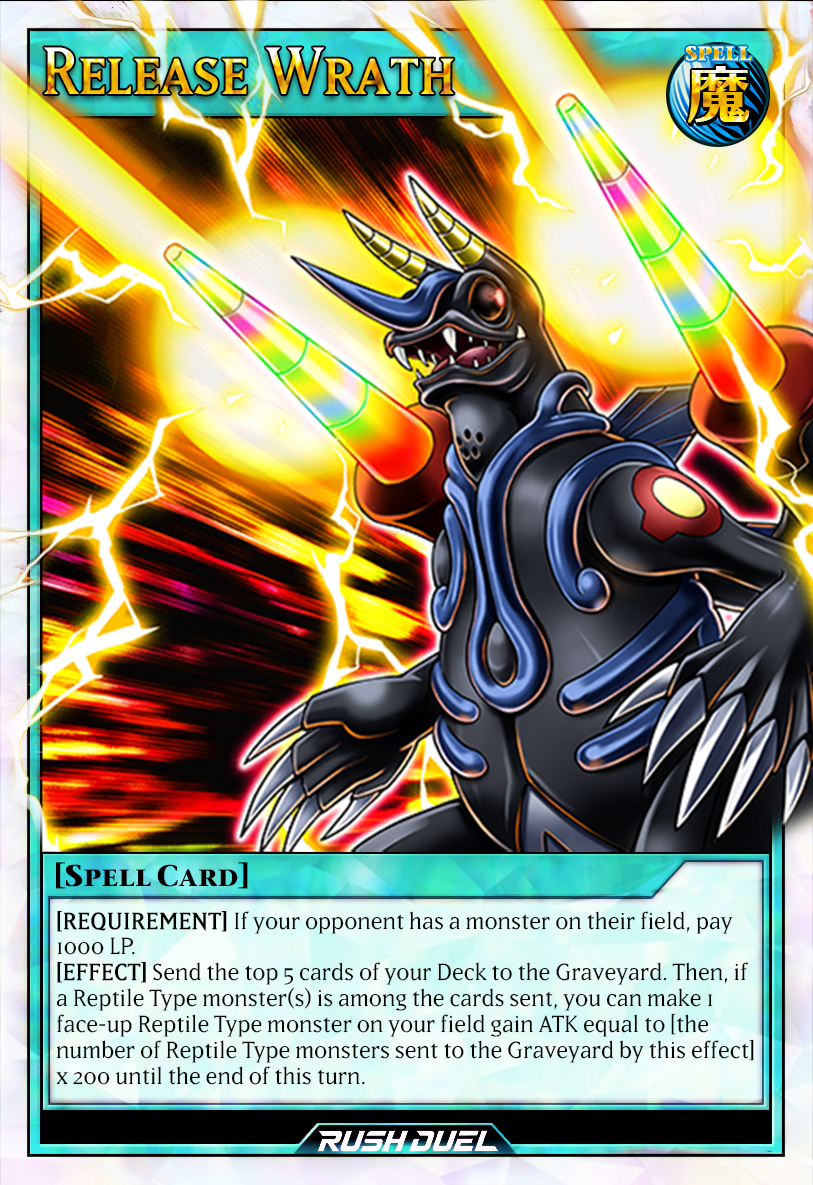 Release Wrath
SPELL
魔
[Spell Card]
[REQUIREMENT] If your opponent has a monster on their field, pay
1000 LP.
[EFFECT] Send the top 5 cards of your Deck to the Graveyard. Then, if
a Reptile Type monster(s) is among the cards sent, you can make 1
face-up Reptile Type monster on your field gain ATK equal to [the
number of Reptile Type monsters sent to the Graveyard by this effect]
x 200 until the end of this turn.
RUSH DUEL